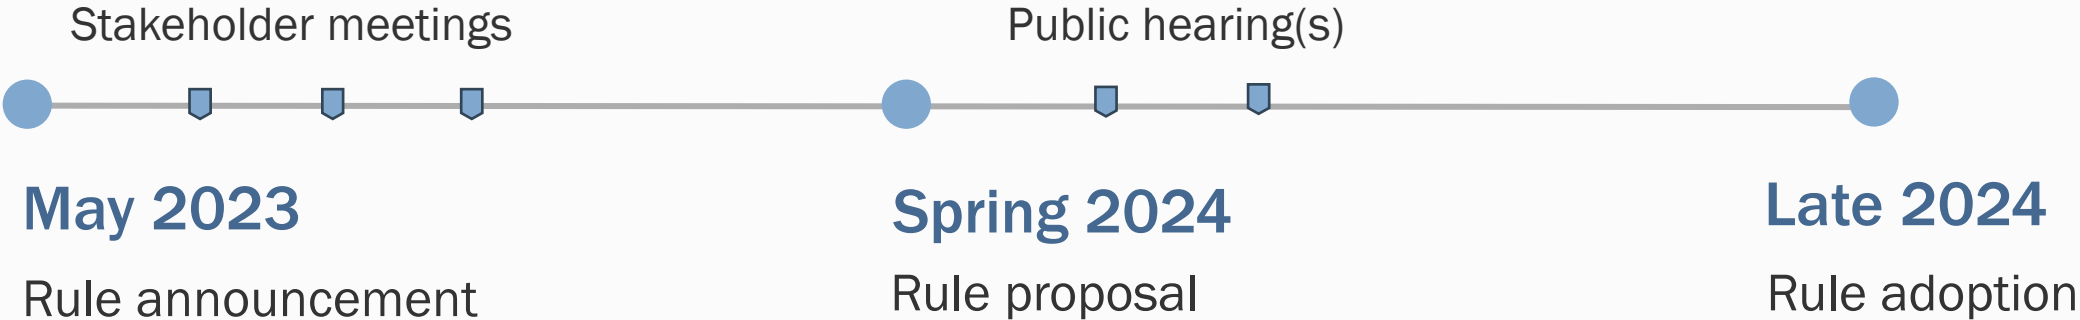 Stakeholder meetings
Public hearing(s)
May 2023
Spring 2024
Late 2024
Rule announcement
Rule proposal
Rule adoption